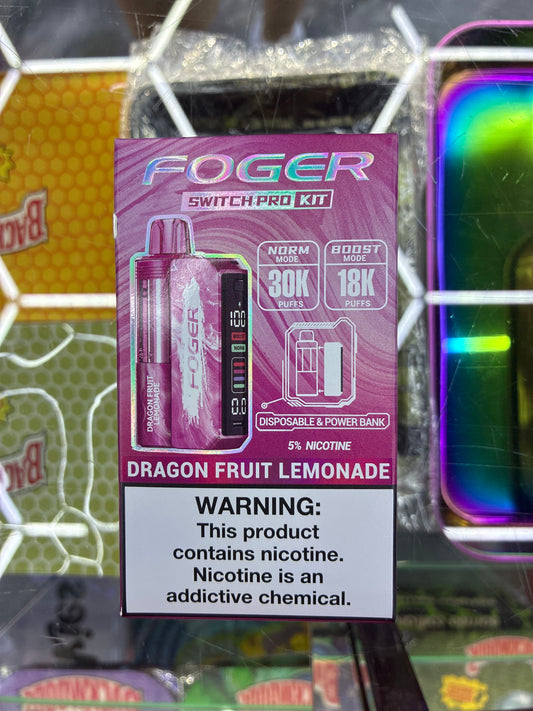 FOGER
SWITCH PRO KIT
NORM
MODE
30K
PUFFS
BOOST
MODE
18K
PUFFS
FOGER
DRAGON FRUIT
LEMONADE
DISPOSABLE & POWER BANK
5% NICOTINE
DRAGON FRUIT LEMONADE
WARNING:
This product
contains nicotine.
Nicotine is an
addictive chemical.